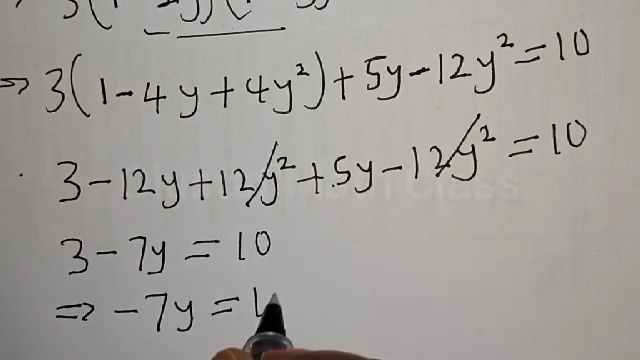 ⇒ 3(1 - 4y + 4y²) + 5y - 12y² = 10
3 - 12y + 12y² + 5y - 12y² = 10
3 - 7y = 10
⇒ - 7y = 1